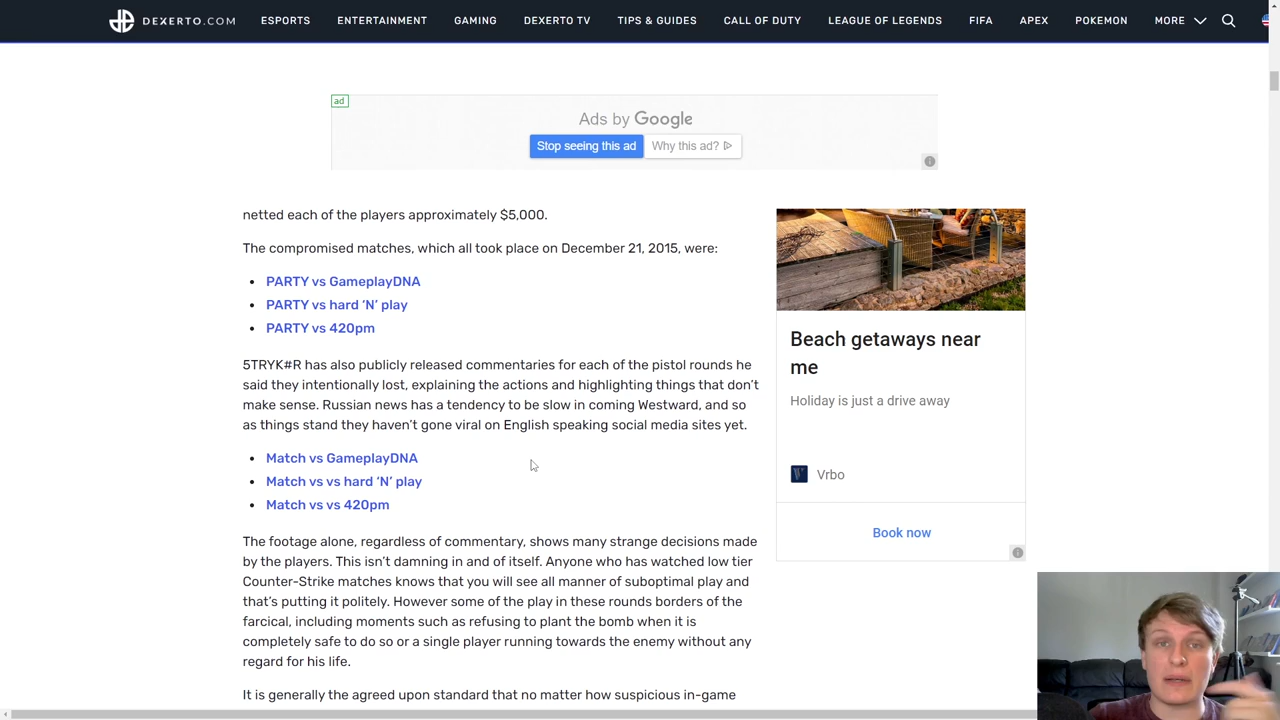 DEXERTO.COM ESPORTS ENTERTAINMENT GAMING DEXERTO TV TIPS & GUIDES CALL OF DUTY LEAGUE OF LEGENDS FIFA APEX POKEMON MORE
ad
Ads by Google
Stop seeing this ad Why this ad?
netted each of the players approximately $5,000.
The compromised matches, which all took place on December 21, 2015, were:
• PARTY vs GameplayDNA
• PARTY vs hard ‘N’ play
• PARTY vs 420pm
5TRYK#R has also publicly released commentaries for each of the pistol rounds he
said they intentionally lost, explaining the actions and highlighting things that don’t
make sense. Russian news has a tendency to be slow in coming Westward, and so
as things stand they haven’t gone viral on English speaking social media sites yet.
• Match vs GameplayDNA
• Match vs vs hard ‘N’ play
• Match vs vs 420pm
The footage alone, regardless of commentary, shows many strange decisions made
by the players. This isn’t damning in and of itself. Anyone who has watched low tier
Counter-Strike matches knows that you will see all manner of suboptimal play and
that’s putting it politely. However some of the play in these rounds borders of the
farcical, including moments such as refusing to plant the bomb when it is
completely safe to do so or a single player running towards the enemy without any
regard for his life.
It is generally the agreed upon standard that no matter how suspicious in-game
Beach getaways near
me
Holiday is just a drive away
Vrbo
Book now